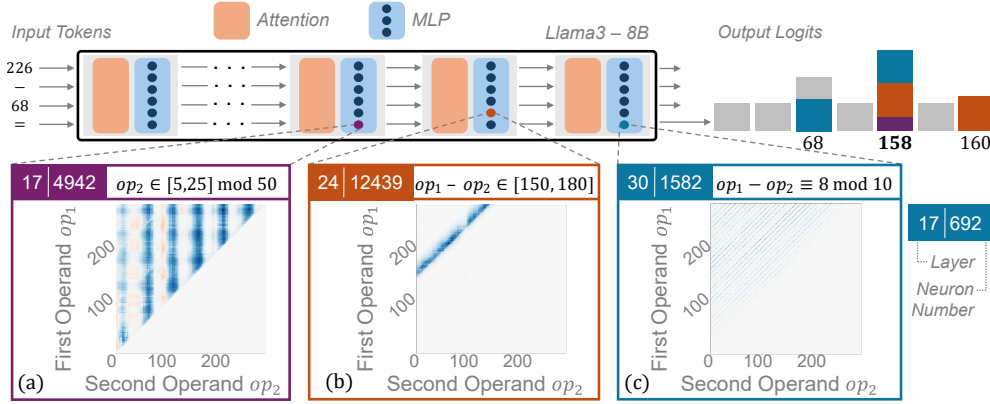 Input Tokens
Attention
MLP
Llama3 – 8B
Output Logits
226
–
68
=
68
158
160
17|4942
op₂ ∈ [5,25] mod 50
First Operand op₁
200
100
0
100
200
Second Operand op₂
(a)
24|12439
op₁ – op₂ ∈ [150, 180]
First Operand op₁
200
100
0
100
200
Second Operand op₂
(b)
30|1582
op₁ – op₂ ≡ 8 mod 10
First Operand op₁
200
100
0
100
200
Second Operand op₂
(c)
17|692
Layer
Neuron
Number